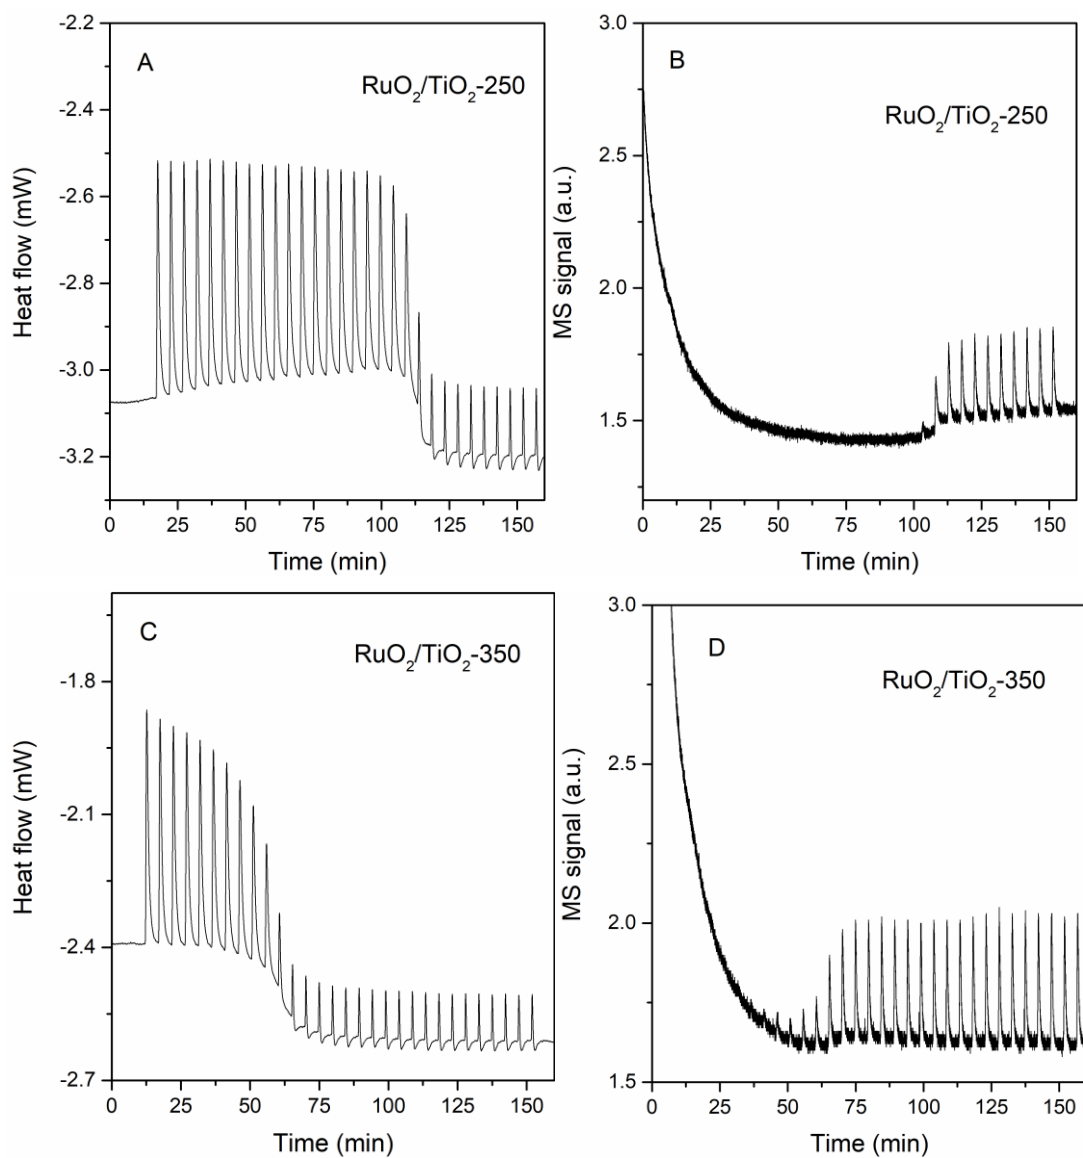 A
RuO₂/TiO₂-250
Heat flow (mW)
-2.2
-2.4
-2.6
-2.8
-3.0
-3.2
0 25 50 75 100 125 150
Time (min)
B
RuO₂/TiO₂-250
MS signal (a.u.)
3.0
2.5
2.0
1.5
0 25 50 75 100 125 150
Time (min)
C
RuO₂/TiO₂-350
Heat flow (mW)
-1.8
-2.1
-2.4
-2.7
0 25 50 75 100 125 150
Time (min)
D
RuO₂/TiO₂-350
MS signal (a.u.)
3.0
2.5
2.0
1.5
0 25 50 75 100 125 150
Time (min)